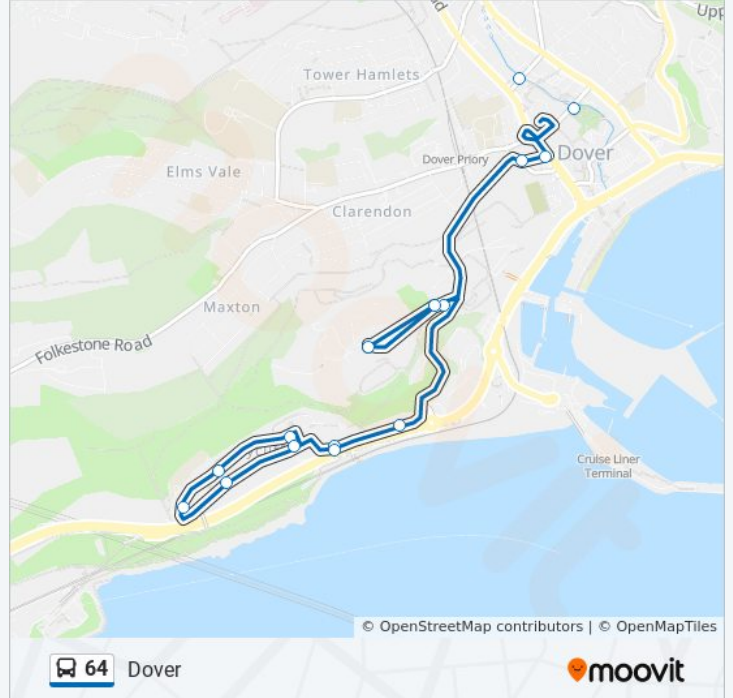 Upp
Tower Hamlets
Dover Priory
Dover
Elms Vale
Clarendon
Maxton
Folkestone Road
Cruise Liner
Terminal
© OpenStreetMap contributors | © OpenMapTiles
64 Dover
moovit